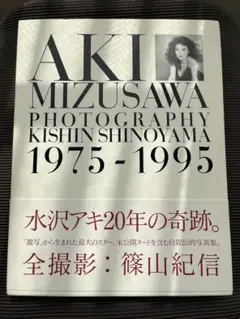 AKI
MIZUSAWA
PHOTOGRAPHY
KISHIN SHINOYAMA
1975-1995
水沢アキ20年の奇跡。
「激写」から生まれた最大のスター。未公開ヌードを含む自叙伝的写真集。
全撮影：篠山紀信